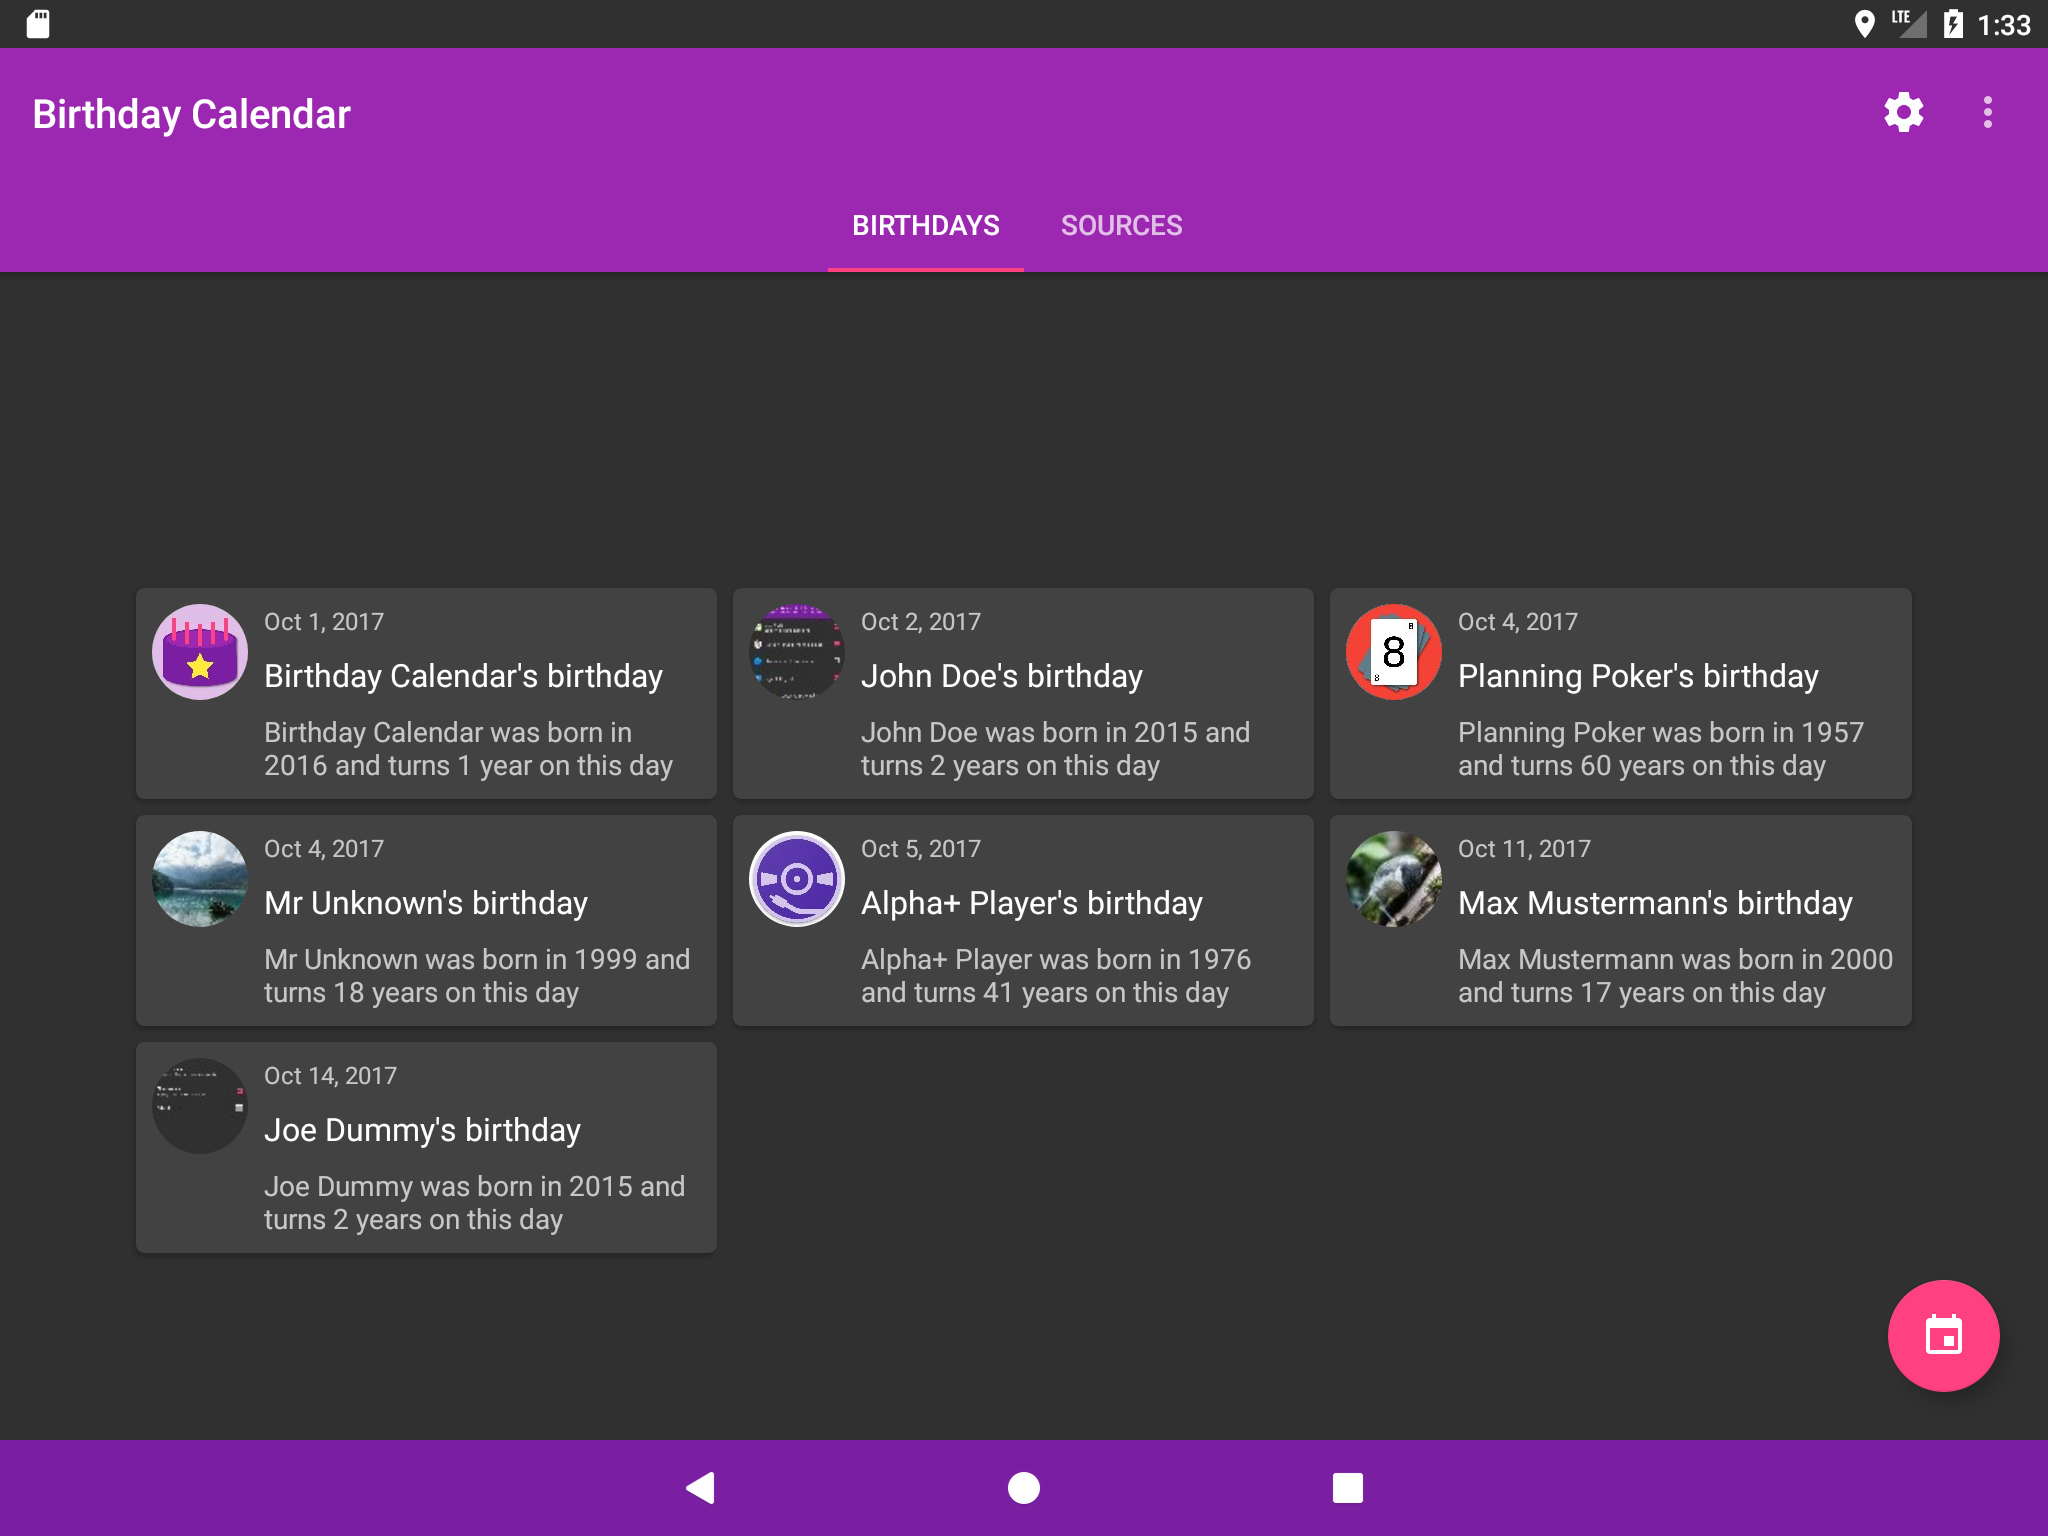 LTE 1:33
Birthday Calendar
BIRTHDAYS SOURCES
Oct 1, 2017
Birthday Calendar's birthday
Birthday Calendar was born in
2016 and turns 1 year on this day
Oct 2, 2017
John Doe's birthday
John Doe was born in 2015 and
turns 2 years on this day
8
8
8
Oct 4, 2017
Planning Poker's birthday
Planning Poker was born in 1957
and turns 60 years on this day
Oct 4, 2017
Mr Unknown's birthday
Mr Unknown was born in 1999 and
turns 18 years on this day
Oct 5, 2017
Alpha+ Player's birthday
Alpha+ Player was born in 1976
and turns 41 years on this day
Oct 11, 2017
Max Mustermann's birthday
Max Mustermann was born in 2000
and turns 17 years on this day
Oct 14, 2017
Joe Dummy's birthday
Joe Dummy was born in 2015 and
turns 2 years on this day